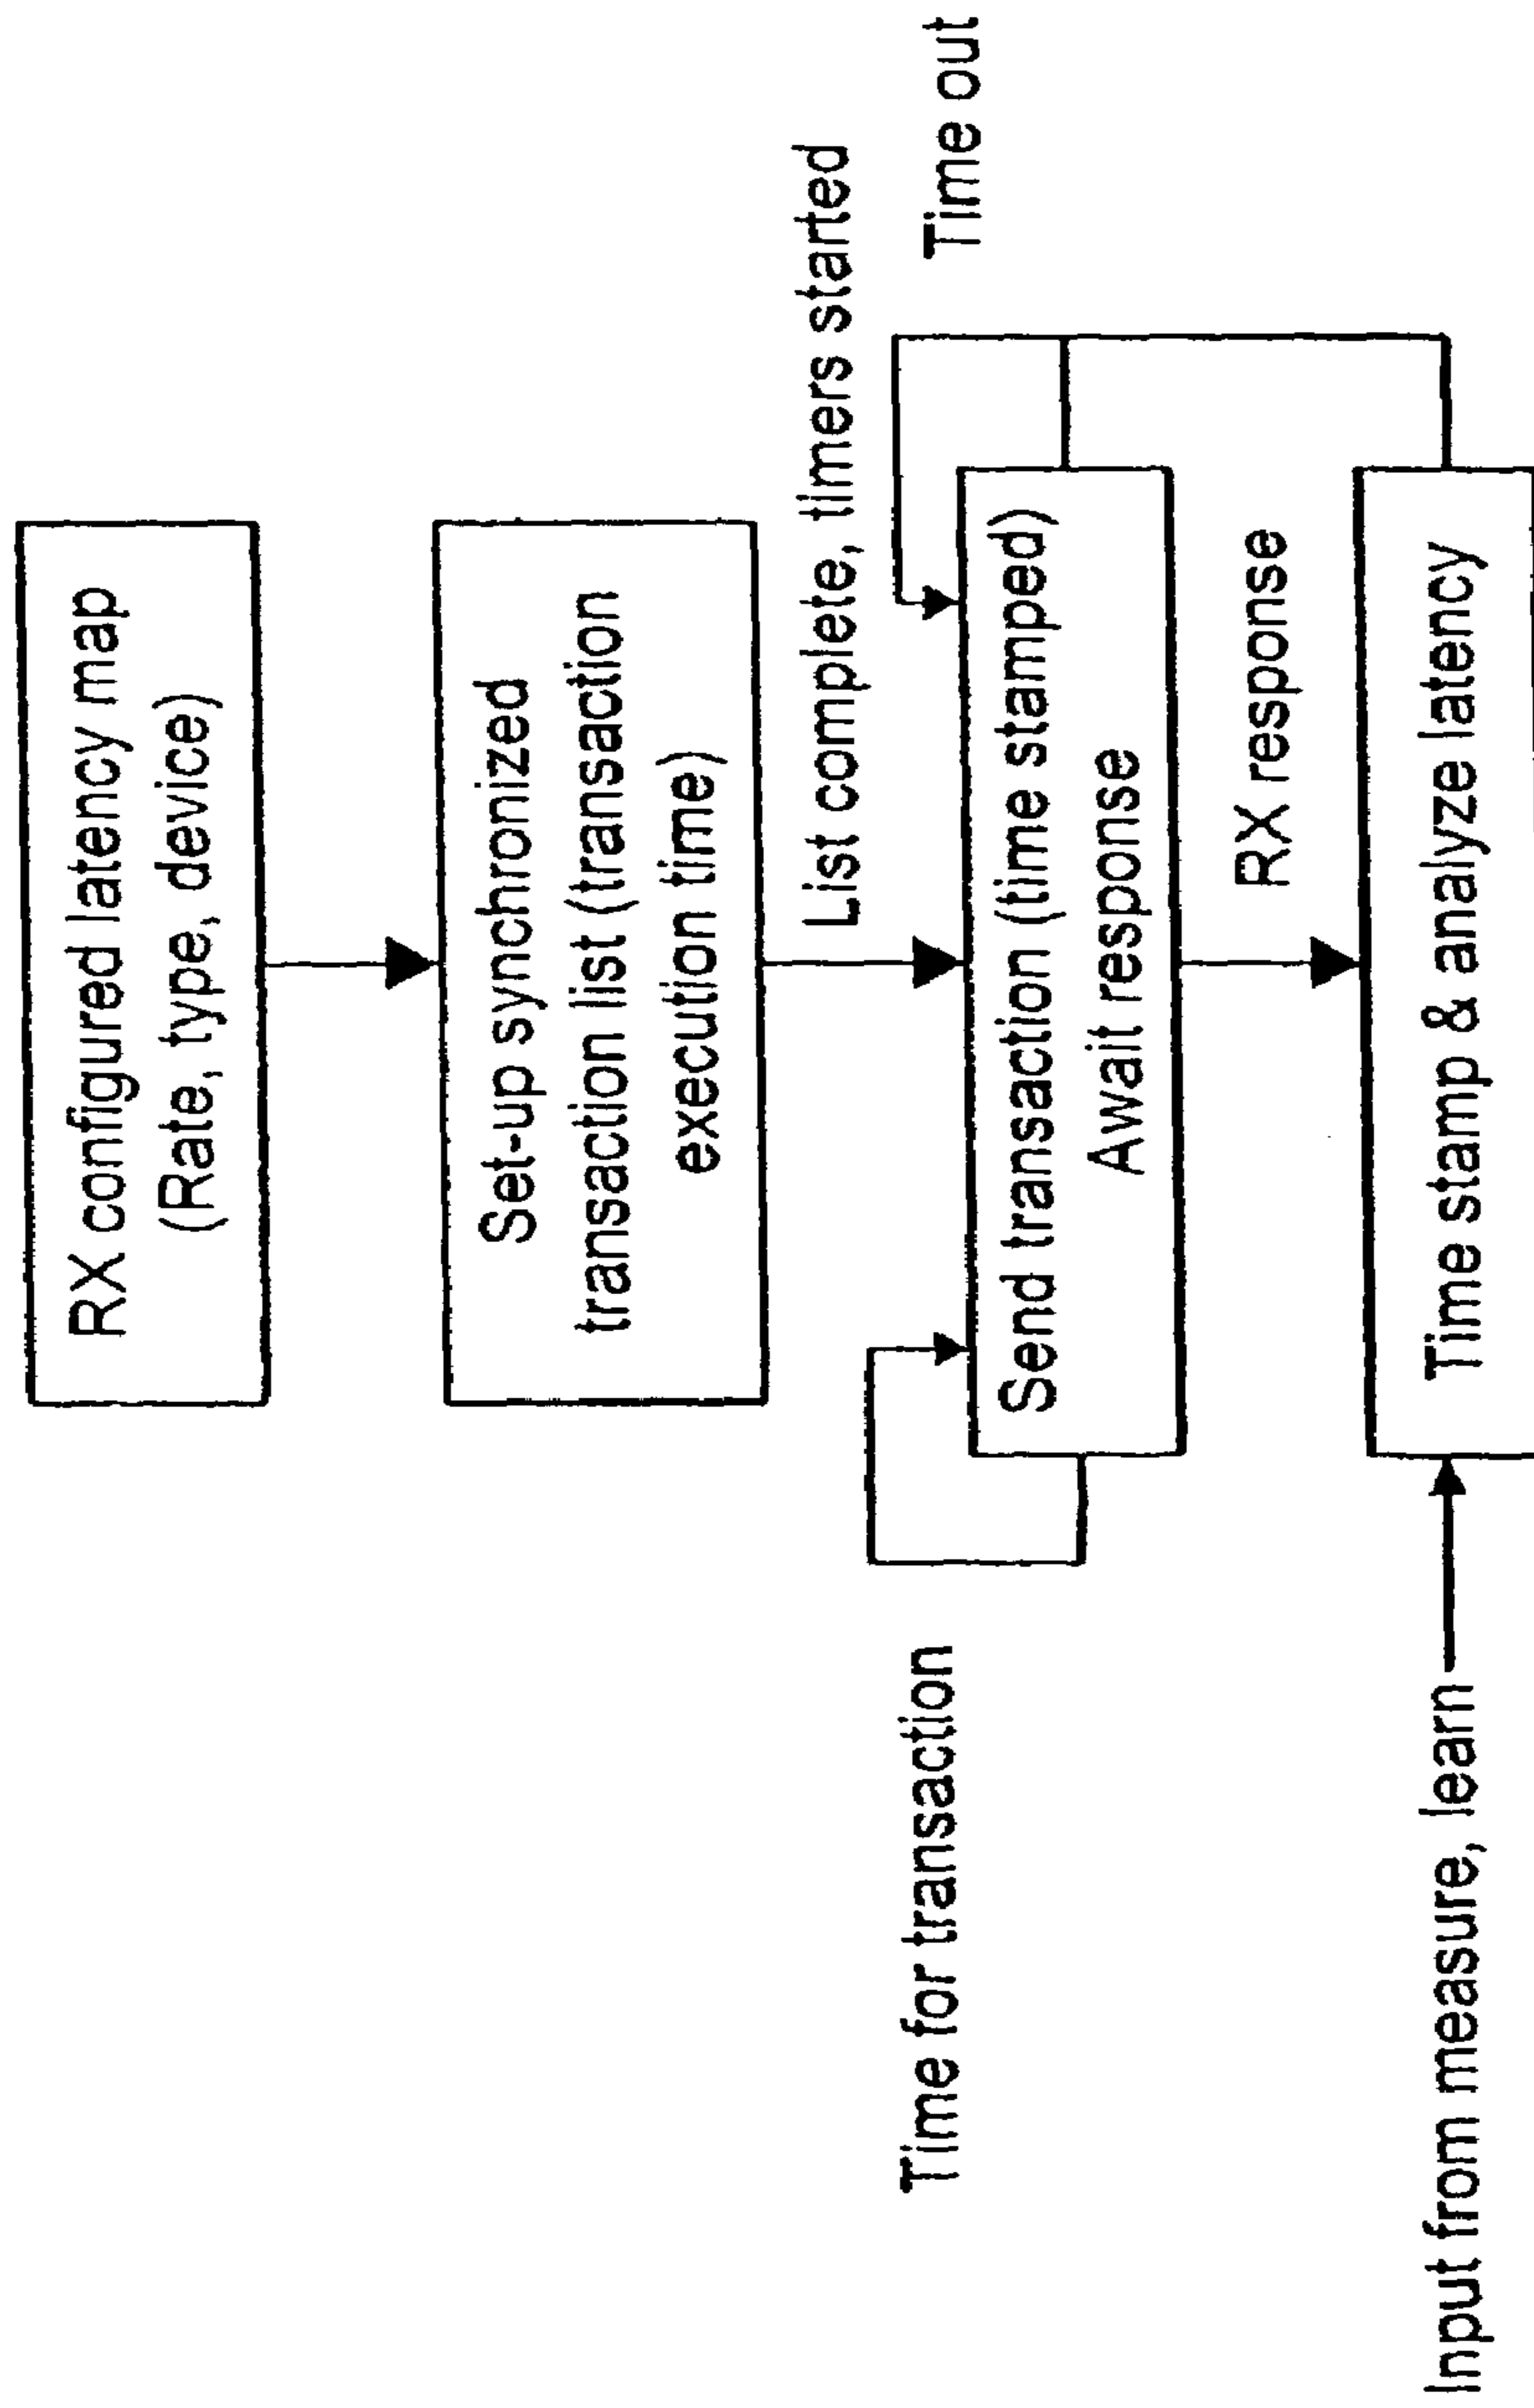 RX configured latency map
(Rate, type, device)
Set-up synchronized
transaction list (transaction
execution time)
List complete, timers started
Time out
Time for transaction
Send transaction (time stamped)
Await response
RX response
Input from measure, learn
Time stamp & analyze latency